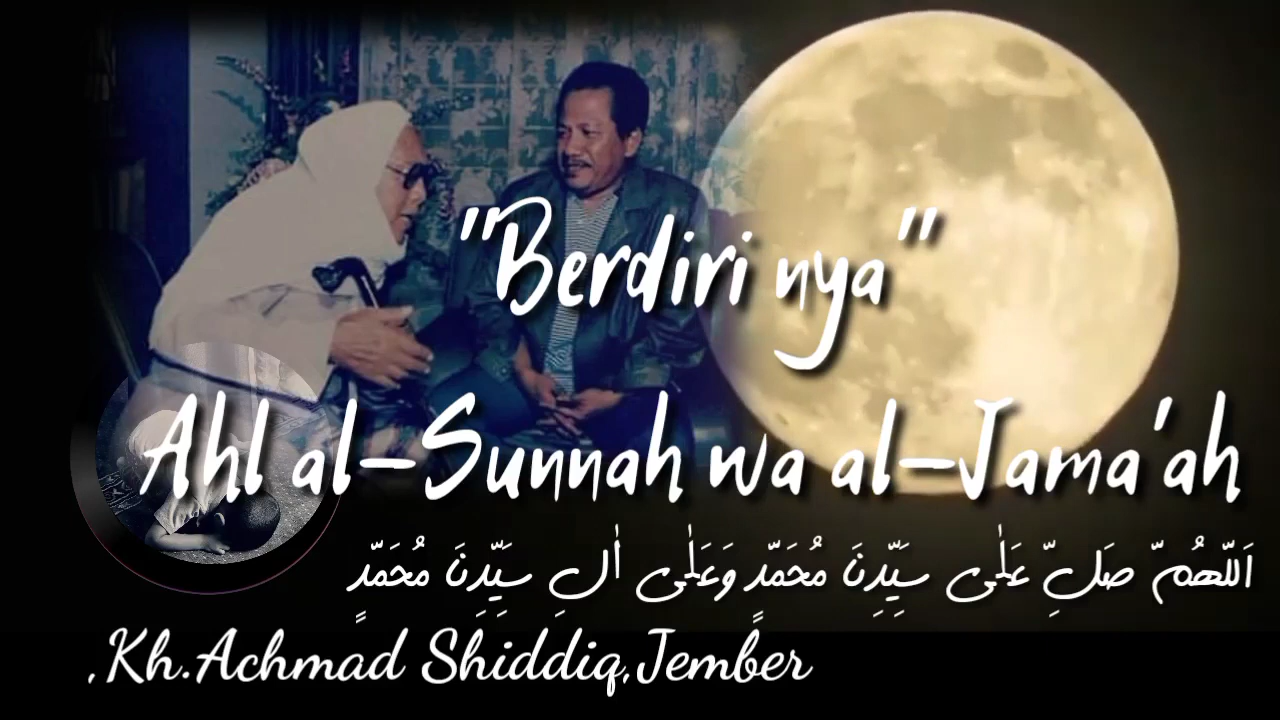 "Berdiri nya"
Ahl al-Sunnah wa al-Jama'ah
اَللّٰهُمَّ صَلِّ عَلٰى سَيِّدِنَا مُحَمَّدٍ وَعَلٰى اٰلِ سَيِّدِنَا مُحَمَّدٍ
,Kh.Achmad Shiddiq,Jember